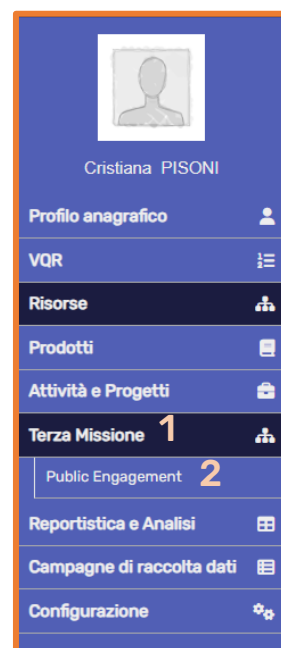 Cristiana PISONI
Profilo anagrafico
VQR
Risorse
Prodotti
Attività e Progetti
Terza Missione 1
Public Engagement 2
Reportistica e Analisi
Campagne di raccolta dati
Configurazione